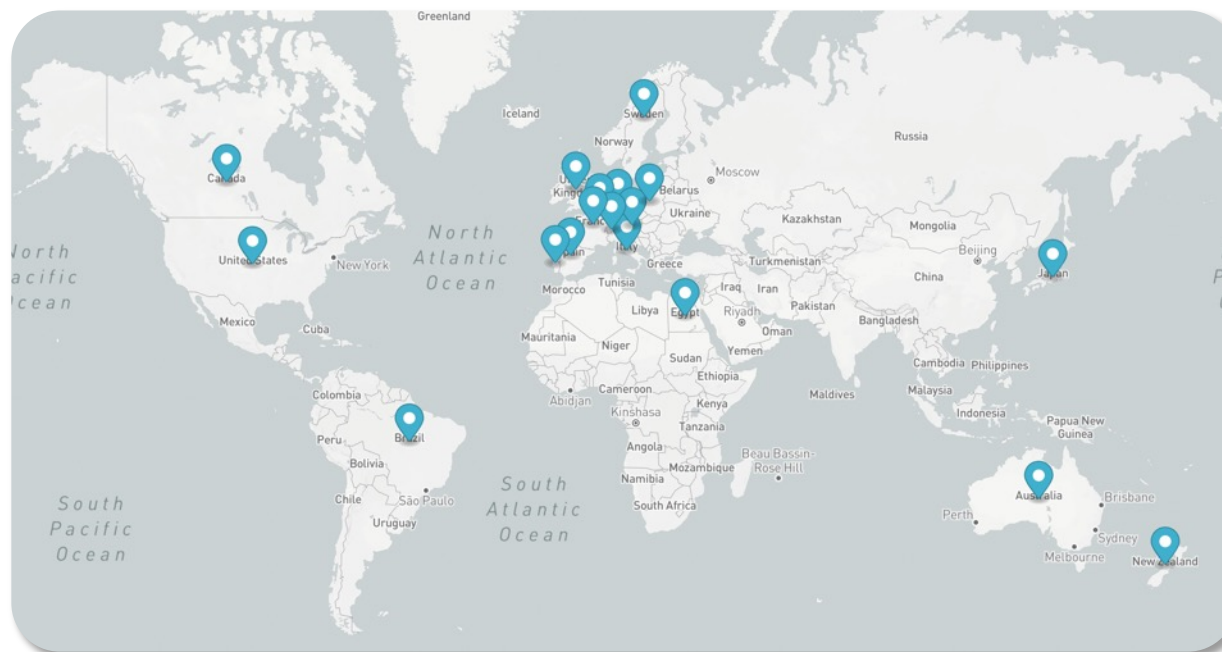 Greenland
Iceland
Sweden
Norway
Russia
Moscow
Canada
Belarus
Ukraine
Kazakhstan
Mongolia
North
Atlantic
Ocean
United States
New York
Italy
Greece
Turkmenistan
Beijing
China
Japan
Morocco
Tunisia
Libya
Egypt
Iraq
Iran
Riyadh
Pakistan
Oman
Bangladesh
Mexico
Cuba
Mauritania
Niger
Sudan
Yemen
Ethiopia
Cambodia
Philippines
Colombia
Abidjan
Cameroon
Kenya
Maldives
Malaysia
Kinshasa
Tanzania
Indonesia
Papua New
Guinea
Brazil
Peru
Angola
Bolivia
Mozambique
Beau Bassin-
Rose Hill
Namibia
Chile
São Paulo
South Africa
Uruguay
South
Pacific
Ocean
South
Atlantic
Ocean
Australia
Brisbane
Perth
Sydney
Melbourne
New Zealand